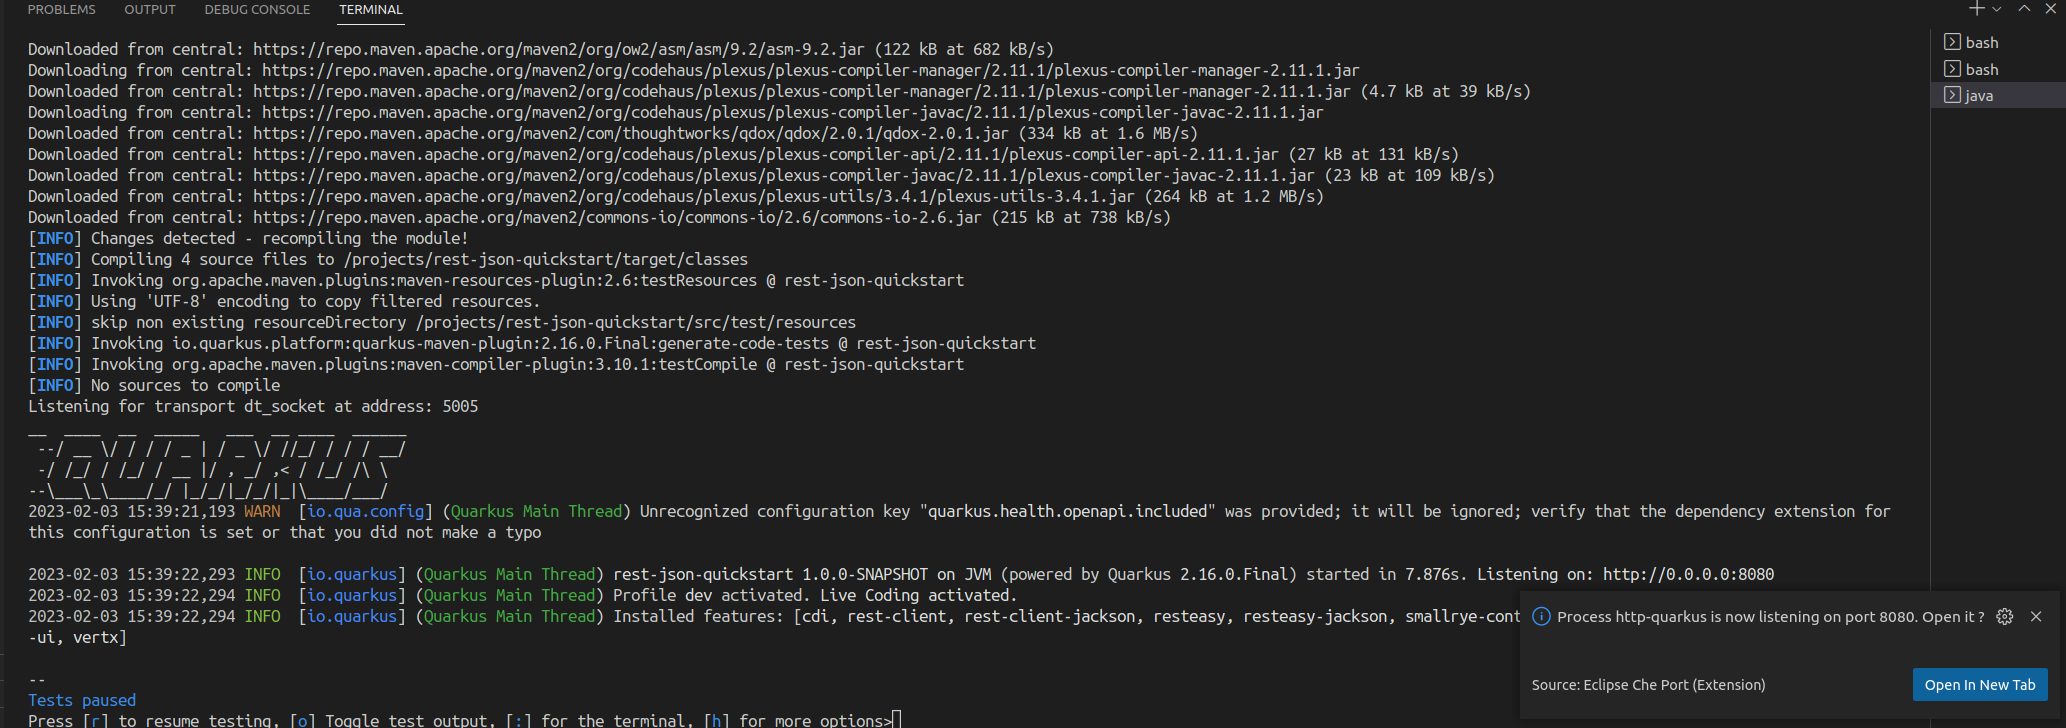 PROBLEMS OUTPUT DEBUG CONSOLE TERMINAL
Downloaded from central: https://repo.maven.apache.org/maven2/org/ow2/asm/asm/9.2/asm-9.2.jar (122 kB at 682 kB/s)
Downloading from central: https://repo.maven.apache.org/maven2/org/codehaus/plexus/plexus-compiler-manager/2.11.1/plexus-compiler-manager-2.11.1.jar
Downloaded from central: https://repo.maven.apache.org/maven2/org/codehaus/plexus/plexus-compiler-manager/2.11.1/plexus-compiler-manager-2.11.1.jar (4.7 kB at 39 kB/s)
Downloading from central: https://repo.maven.apache.org/maven2/org/codehaus/plexus/plexus-compiler-javac/2.11.1/plexus-compiler-javac-2.11.1.jar
Downloaded from central: https://repo.maven.apache.org/maven2/com/thoughtworks/qdox/qdox/2.0.1/qdox-2.0.1.jar (334 kB at 1.6 MB/s)
Downloaded from central: https://repo.maven.apache.org/maven2/org/codehaus/plexus/plexus-compiler-api/2.11.1/plexus-compiler-api-2.11.1.jar (27 kB at 131 kB/s)
Downloaded from central: https://repo.maven.apache.org/maven2/org/codehaus/plexus/plexus-compiler-javac/2.11.1/plexus-compiler-javac-2.11.1.jar (23 kB at 109 kB/s)
Downloaded from central: https://repo.maven.apache.org/maven2/org/codehaus/plexus/plexus-utils/3.4.1/plexus-utils-3.4.1.jar (264 kB at 1.2 MB/s)
Downloaded from central: https://repo.maven.apache.org/maven2/commons-io/commons-io/2.6/commons-io-2.6.jar (215 kB at 738 kB/s)
[INFO] Changes detected - recompiling the module!
[INFO] Compiling 4 source files to /projects/rest-json-quickstart/target/classes
[INFO] Invoking org.apache.maven.plugins:maven-resources-plugin:2.6:testResources @ rest-json-quickstart
[INFO] Using 'UTF-8' encoding to copy filtered resources.
[INFO] skip non existing resourceDirectory /projects/rest-json-quickstart/src/test/resources
[INFO] Invoking io.quarkus.platform:quarkus-maven-plugin:2.16.0.Final:generate-code-tests @ rest-json-quickstart
[INFO] Invoking org.apache.maven.plugins:maven-compiler-plugin:3.10.1:testCompile @ rest-json-quickstart
[INFO] No sources to compile
Listening for transport dt_socket at address: 5005
__  ____  __  _____   ___  __ ____  ______
 --/ __ \/ / / / _ | / _ \/ //_/ / / / __/
 -/ /_/ / /_/ / __ |/ , _/ ,< / /_/ /\ \
--\___\_\____/_/ |_/_/|_/_/|_|\____/___/
2023-02-03 15:39:21,193 WARN  [io.qua.config] (Quarkus Main Thread) Unrecognized configuration key "quarkus.health.openapi.included" was provided; it will be ignored; verify that the dependency extension for
this configuration is set or that you did not make a typo
2023-02-03 15:39:22,293 INFO  [io.quarkus] (Quarkus Main Thread) rest-json-quickstart 1.0.0-SNAPSHOT on JVM (powered by Quarkus 2.16.0.Final) started in 7.876s. Listening on: http://0.0.0.0:8080
2023-02-03 15:39:22,294 INFO  [io.quarkus] (Quarkus Main Thread) Profile dev activated. Live Coding activated.
2023-02-03 15:39:22,294 INFO  [io.quarkus] (Quarkus Main Thread) Installed features: [cdi, rest-client, rest-client-jackson, resteasy, resteasy-jackson, smallrye-cont
-ui, vertx]
--
Tests paused
Press [r] to resume testing, [o] Toggle test output, [:] for the terminal, [h] for more options>
bash
bash
java
Process http-quarkus is now listening on port 8080. Open it ?
Source: Eclipse Che Port (Extension)
Open In New Tab